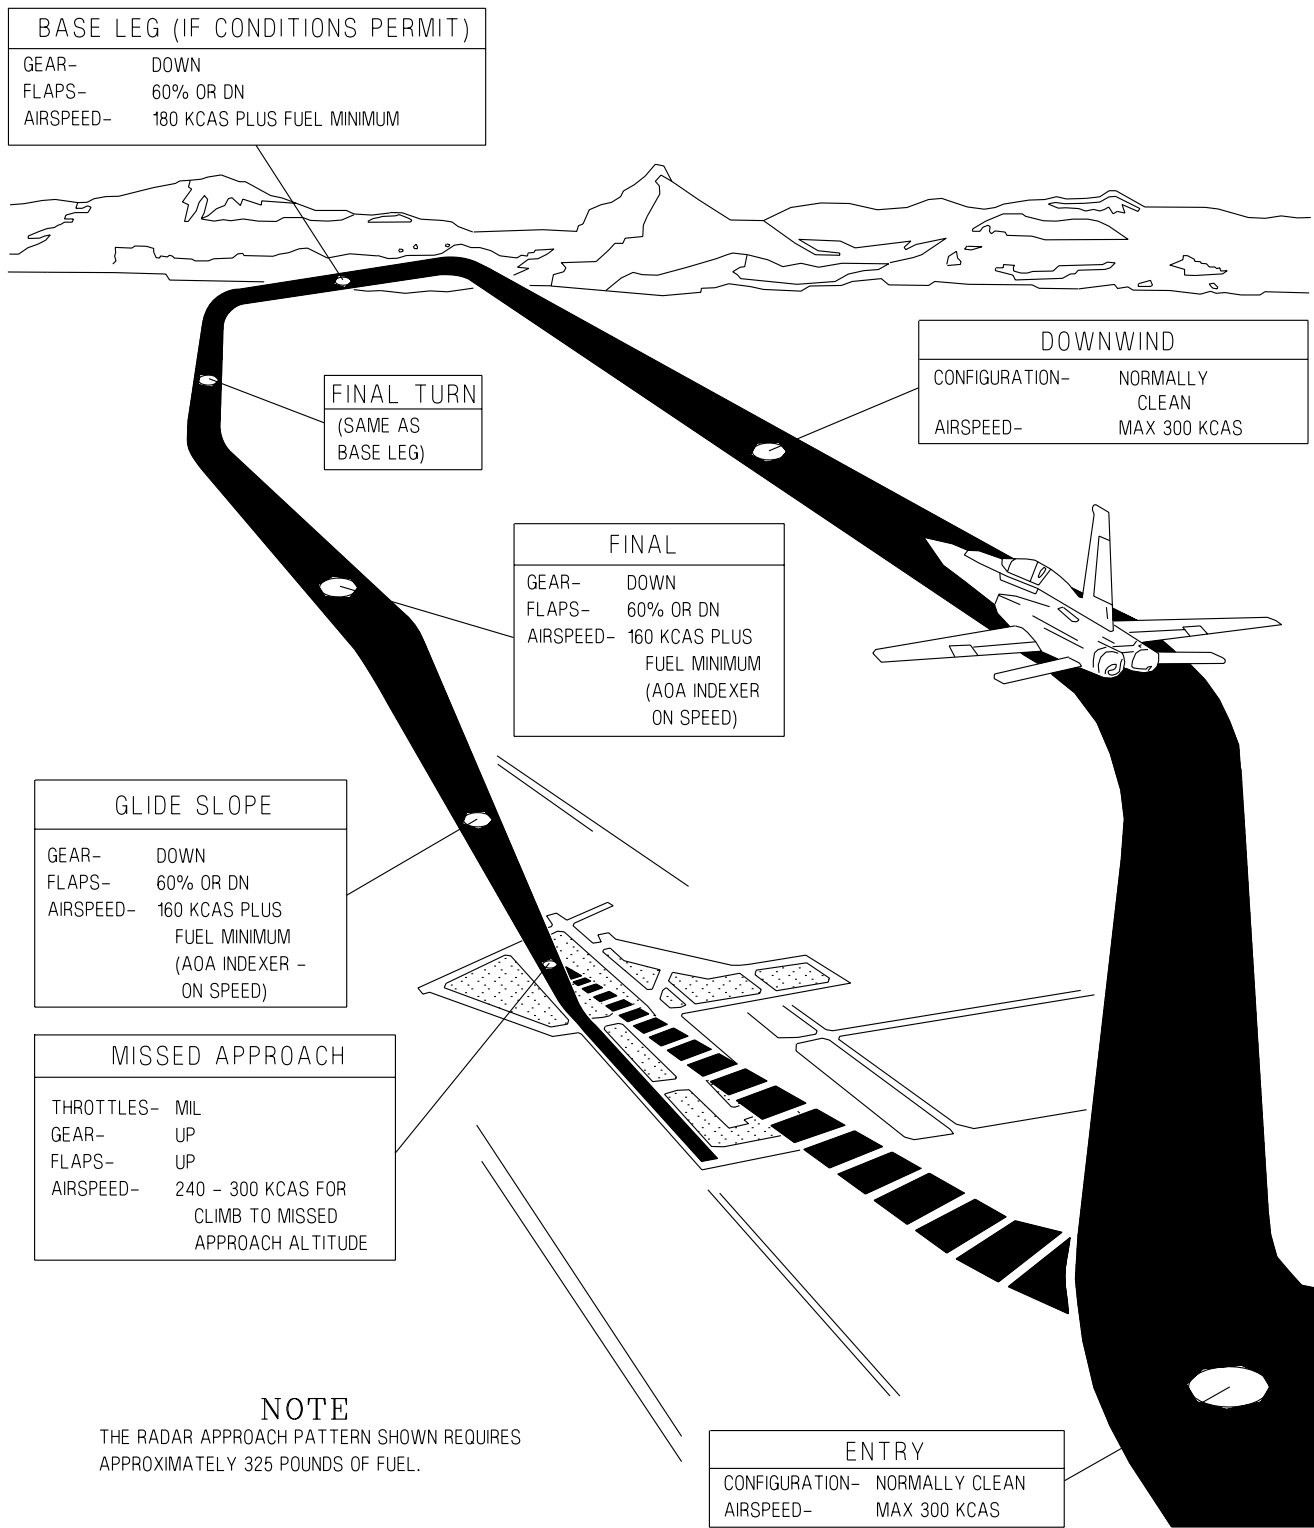 BASE LEG (IF CONDITIONS PERMIT)
GEAR- DOWN
FLAPS- 60% OR DN
AIRSPEED- 180 KCAS PLUS FUEL MINIMUM
DOWNWIND
CONFIGURATION- NORMALLY
CLEAN
AIRSPEED- MAX 300 KCAS
FINAL TURN
(SAME AS
BASE LEG)
FINAL
GEAR- DOWN
FLAPS- 60% OR DN
AIRSPEED- 160 KCAS PLUS
FUEL MINIMUM
(AOA INDEXER
ON SPEED)
GLIDE SLOPE
GEAR- DOWN
FLAPS- 60% OR DN
AIRSPEED- 160 KCAS PLUS
FUEL MINIMUM
(AOA INDEXER -
ON SPEED)
MISSED APPROACH
THROTTLES- MIL
GEAR- UP
FLAPS- UP
AIRSPEED- 240 - 300 KCAS FOR
CLIMB TO MISSED
APPROACH ALTITUDE
NOTE
THE RADAR APPROACH PATTERN SHOWN REQUIRES
APPROXIMATELY 325 POUNDS OF FUEL.
ENTRY
CONFIGURATION- NORMALLY CLEAN
AIRSPEED- MAX 300 KCAS